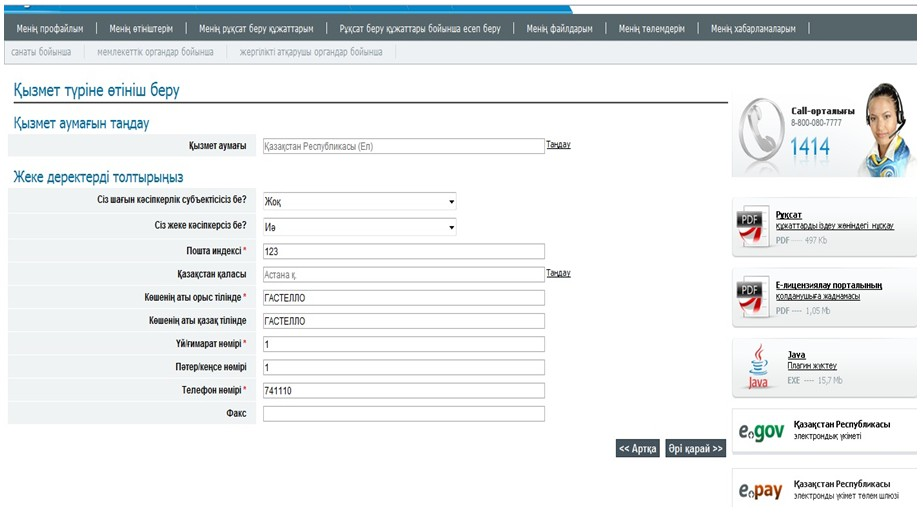 Менің профайлым | Менің өтініштерім | Менің рұқсат беру құжаттарым | Рұқсат беру құжаттары бойынша есеп беру | Менің файлдарым | Менің төлемдерім | Менің хабарламаларым
санаты бойынша | мемлекеттік органдар бойынша | жергілікті атқарушы органдар бойынша
Қызмет түріне өтініш беру
Қызмет аумағын таңдау
Қызмет аумағы Қазақстан Республикасы (Ел) Таңдау
Жеке деректерді толтырыңыз
Сіз шағын кәсіпкерлік субъектісісіз бе? Жоқ
Сіз жеке кәсіпкерсіз бе? Иә
Пошта индексі * 123
Қазақстан қаласы Астана қ. Таңдау
Көшенің аты орыс тілінде * ГАСТЕЛЛО
Көшенің аты қазақ тілінде ГАСТЕЛЛО
Үй/ғимарат нөмірі * 1
Пәтер/кеңсе нөмірі 1
Телефон нөмірі * 741110
Факс
<< Артқа Әрі қарай >>
Call-орталығы
8-800-080-7777
1414
PDF
Рұқсат
құжаттарды іздеу жөніндегі нұсқау
PDF — 497 Kb
PDF
Е-лицензиялау порталының
қолданушыға жаднамасы
PDF — 1,05 Mb
Java
Java
Плагин жүктеу
EXE — 15,7 Mb
e.gov
Қазақстан Республикасы
электрондық үкіметі
e.pay
Қазақстан Республикасы
электронды үкімет төлем шлюзі